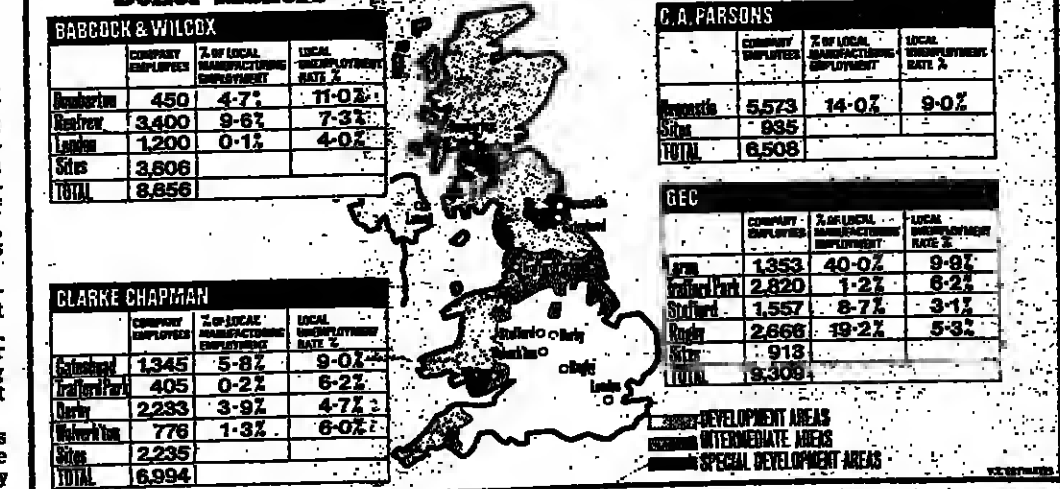 BABCOCK & WILCOX
COMPANY EMPLOYEES % OF LOCAL MANUFACTURING EMPLOYMENT LOCAL UNEMPLOYMENT RATE %
450 4·7% 11·0%
Renfrew 3,400 9·6% 7·3%
London 1,200 0·1% 4·0%
Sites 3,606
TOTAL 8,656
CLARKE CHAPMAN
COMPANY EMPLOYEES % OF LOCAL MANUFACTURING EMPLOYMENT LOCAL UNEMPLOYMENT RATE %
Gateshead 1,345 5·8% 9·0%
Trafford Park 405 0·2% 6·2%
Derby 2,233 3·9% 4·7%
Wolverh'ton 776 1·3% 6·0%
Sites 2,235
TOTAL 6,994
Stafford Derby
Rugby
London
C.A. PARSONS
COMPANY EMPLOYEES % OF LOCAL MANUFACTURING EMPLOYMENT LOCAL UNEMPLOYMENT RATE %
Newcastle 5,573 14·0% 9·0%
Sites 935
TOTAL 6,508
GEC
COMPANY EMPLOYEES % OF LOCAL MANUFACTURING EMPLOYMENT LOCAL UNEMPLOYMENT RATE %
Larne 1,353 40·0% 9·9%
Trafford Park 2,820 1·2% 6·2%
Stafford 1,557 8·7% 3·1%
Rugby 2,666 19·2% 5·3%
Sites 913
TOTAL 9,309
DEVELOPMENT AREAS
INTERMEDIATE AREAS
SPECIAL DEVELOPMENT AREAS